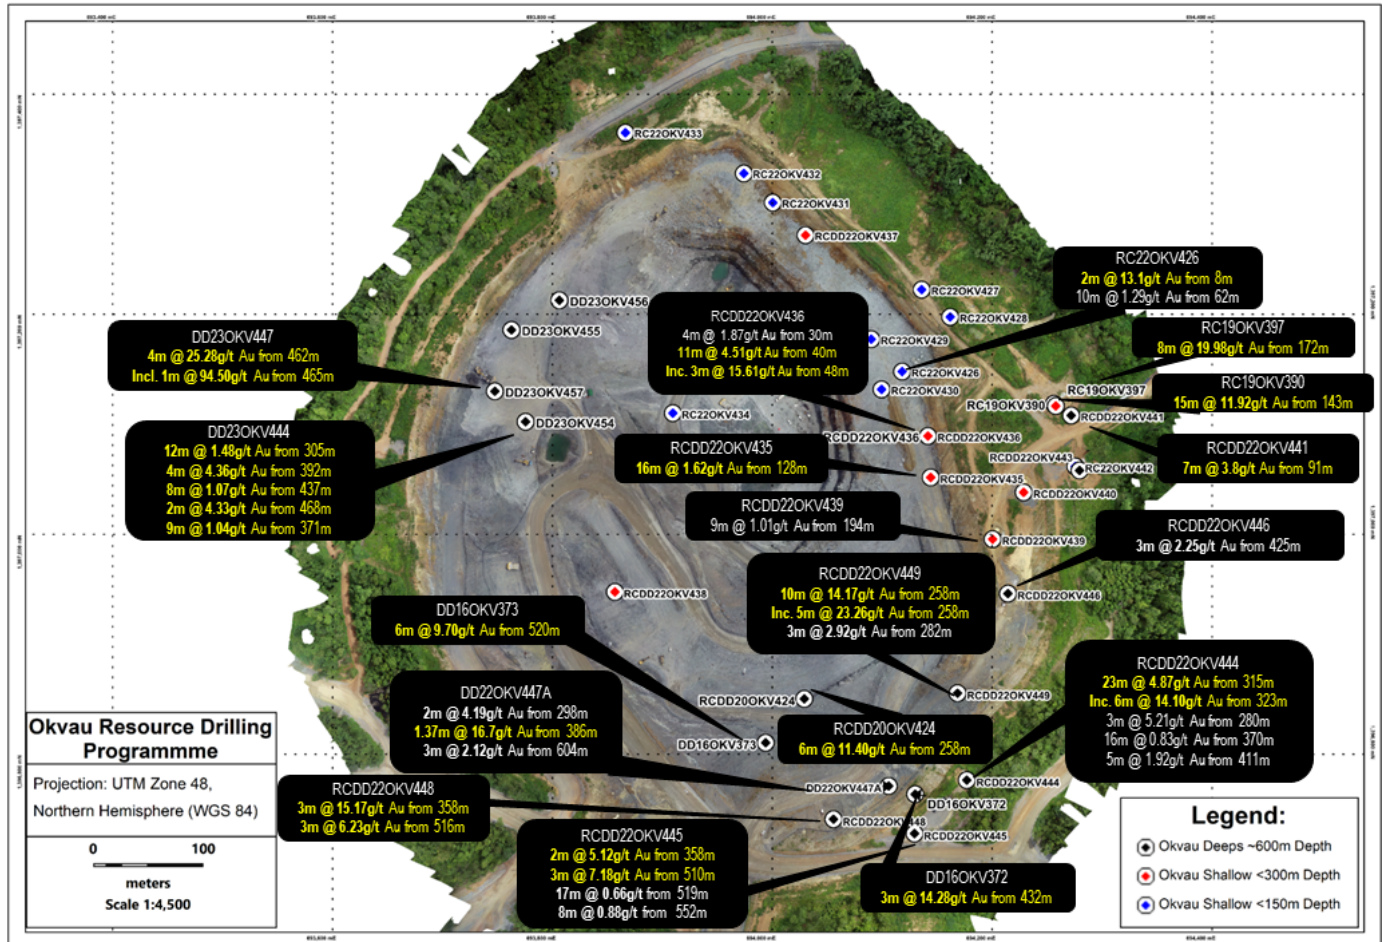 RC22OKV433
RC22OKV432
RC22OKV431
RCDD22OKV437
RC22OKV427
RC22OKV428
RC22OKV429
RC22OKV426
RC22OKV430
DD23OKV456
DD23OKV455
DD23OKV457
DD23OKV454
RC22OKV434
RCDD22OKV436
RCDD22OKV436
RCDD22OKV435
RC19OKV397
RC19OKV390
RCDD22OKV441
RCDD22OKV443
RC22OKV442
RCDD22OKV440
RCDD22OKV439
RCDD22OKV446
RCDD22OKV438
RCDD22OKV449
RCDD20OKV424
DD16OKV373
RCDD22OKV444
DD22OKV447A
DD16OKV372
RCDD22OKV448
RCDD22OKV445
RC22OKV426
2m @ 13.1g/t Au from 8m
10m @ 1.29g/t Au from 62m
RCDD22OKV436
4m @ 1.87g/t Au from 30m
11m @ 4.51g/t Au from 40m
Inc. 3m @ 15.61g/t Au from 48m
RC19OKV397
8m @ 19.98g/t Au from 172m
DD23OKV447
4m @ 25.28g/t Au from 462m
Incl. 1m @ 94.50g/t Au from 465m
RC19OKV390
15m @ 11.92g/t Au from 143m
DD23OKV444
12m @ 1.48g/t Au from 305m
4m @ 4.36g/t Au from 392m
8m @ 1.07g/t Au from 437m
2m @ 4.33g/t Au from 468m
9m @ 1.04g/t Au from 371m
RCDD22OKV435
16m @ 1.62g/t Au from 128m
RCDD22OKV441
7m @ 3.8g/t Au from 91m
RCDD22OKV439
9m @ 1.01g/t Au from 194m
RCDD22OKV446
3m @ 2.25g/t Au from 425m
RCDD22OKV449
10m @ 14.17g/t Au from 258m
Inc. 5m @ 23.26g/t Au from 258m
3m @ 2.92g/t Au from 282m
DD16OKV373
6m @ 9.70g/t Au from 520m
RCDD22OKV444
23m @ 4.87g/t Au from 315m
Inc. 6m @ 14.10g/t Au from 323m
3m @ 5.21g/t Au from 280m
16m @ 0.83g/t Au from 370m
5m @ 1.92g/t Au from 411m
DD22OKV447A
2m @ 4.19g/t Au from 298m
1.37m @ 16.7g/t Au from 386m
3m @ 2.12g/t Au from 604m
RCDD20OKV424
6m @ 11.40g/t Au from 258m
RCDD22OKV448
3m @ 15.17g/t Au from 358m
3m @ 6.23g/t Au from 516m
RCDD22OKV445
2m @ 5.12g/t Au from 358m
3m @ 7.18g/t Au from 510m
17m @ 0.66g/t from 519m
8m @ 0.88g/t from 552m
DD16OKV372
3m @ 14.28g/t Au from 432m
Okvau Resource Drilling
Programmme
Projection: UTM Zone 48,
Northern Hemisphere (WGS 84)
0 100
meters
Scale 1:4,500
Legend:
Okvau Deeps ~600m Depth
Okvau Shallow <300m Depth
Okvau Shallow <150m Depth